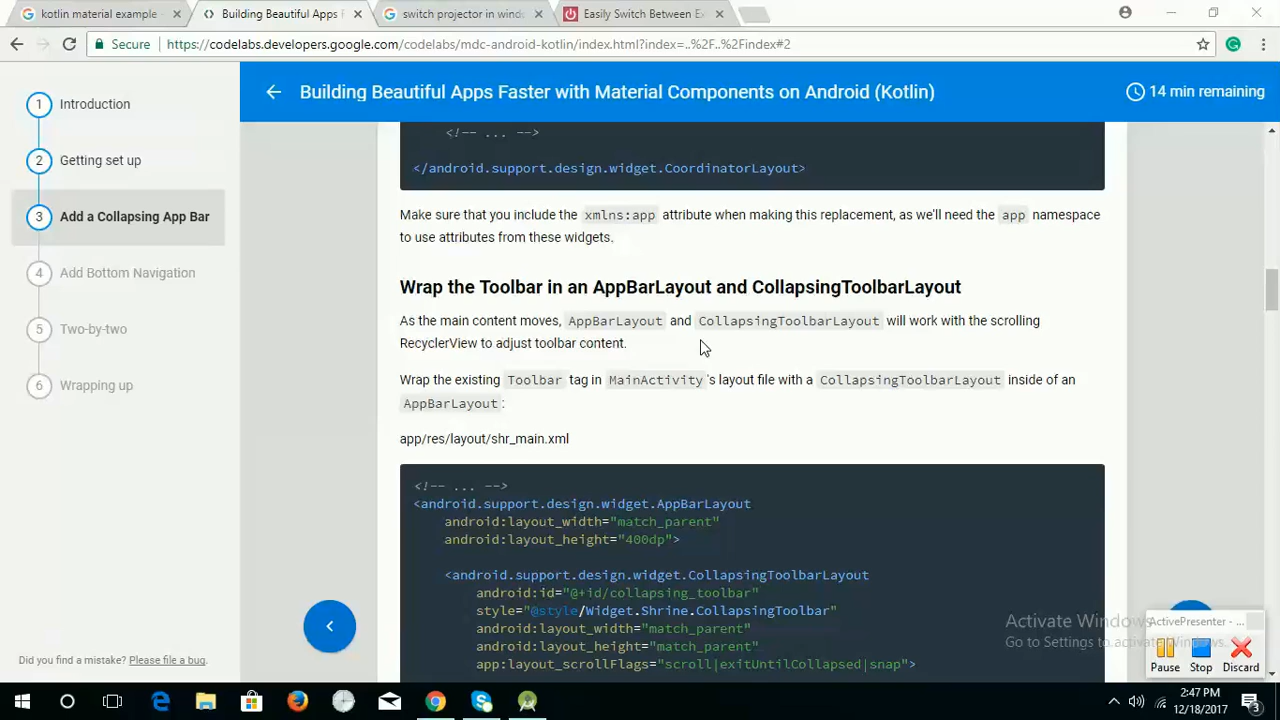 kotlin material example -
Building Beautiful Apps F
switch projector in windo
Easily Switch Between Ex
Secure
https://codelabs.developers.google.com/codelabs/mdc-android-kotlin/index.html?index=..%2F..%2Findex#2
1 Introduction
2 Getting set up
3 Add a Collapsing App Bar
4 Add Bottom Navigation
5 Two-by-two
6 Wrapping up
Did you find a mistake? Please file a bug.
Building Beautiful Apps Faster with Material Components on Android (Kotlin)
14 min remaining
<!-- ... -->
</android.support.design.widget.CoordinatorLayout>
Make sure that you include the xmlns:app attribute when making this replacement, as we'll need the app namespace
to use attributes from these widgets.
Wrap the Toolbar in an AppBarLayout and CollapsingToolbarLayout
As the main content moves, AppBarLayout and CollapsingToolbarLayout will work with the scrolling
RecyclerView to adjust toolbar content.
Wrap the existing Toolbar tag in MainActivity's layout file with a CollapsingToolbarLayout inside of an
AppBarLayout:
app/res/layout/shr_main.xml
<!-- ... -->
<android.support.design.widget.AppBarLayout
android:layout_width="match_parent"
android:layout_height="400dp">
<android.support.design.widget.CollapsingToolbarLayout
android:id="@+id/collapsing_toolbar"
style="@style/Widget.Shrine.CollapsingToolbar"
android:layout_width="match_parent"
android:layout_height="match_parent"
app:layout_scrollFlags="scroll|exitUntilCollapsed|snap">
Activate Windows
Go to Settings to activate Windows.
ActivePresenter - ...
Pause
Stop
Discard
2:47 PM
12/18/2017
3